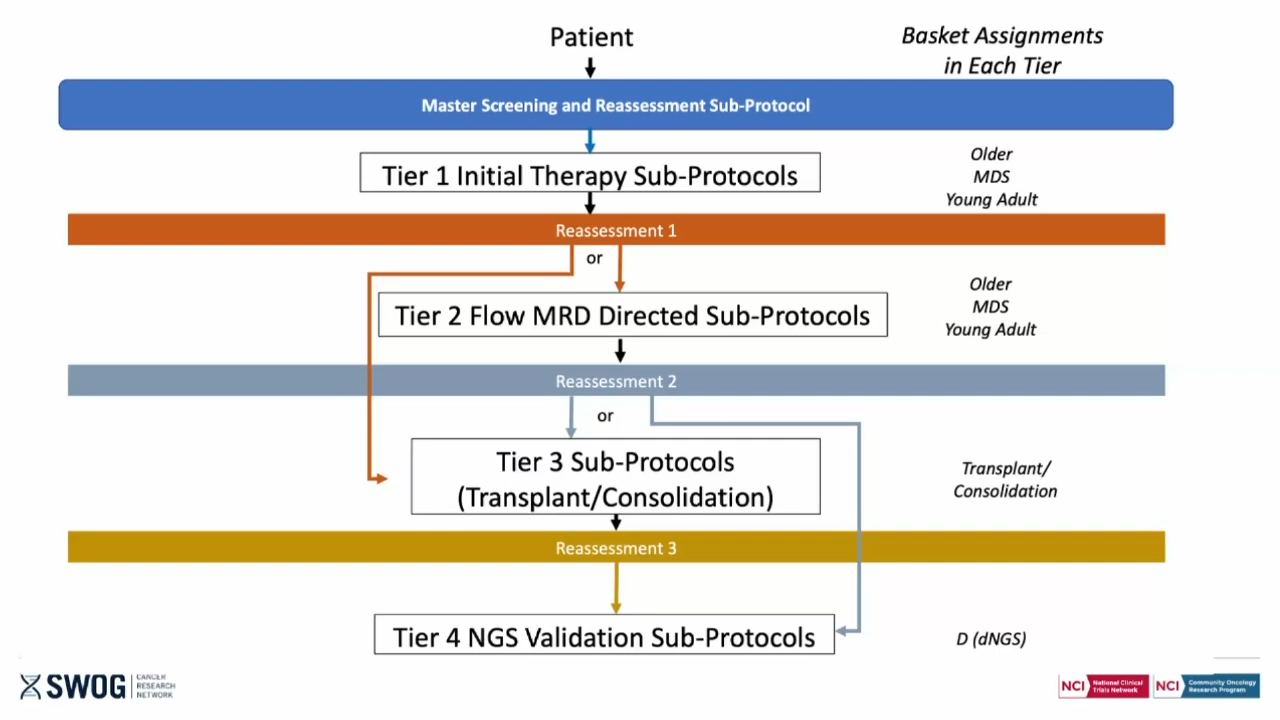 Patient
Basket Assignments
in Each Tier
Master Screening and Reassessment Sub-Protocol
Tier 1 Initial Therapy Sub-Protocols
Older
MDS
Young Adult
Reassessment 1
or
Tier 2 Flow MRD Directed Sub-Protocols
Older
MDS
Young Adult
Reassessment 2
or
Tier 3 Sub-Protocols
(Transplant/Consolidation)
Transplant/
Consolidation
Reassessment 3
Tier 4 NGS Validation Sub-Protocols
D (dNGS)
SWOG
CANCER
RESEARCH
NETWORK
NCI
National Clinical
Trials Network
NCI
Community Oncology
Research Program